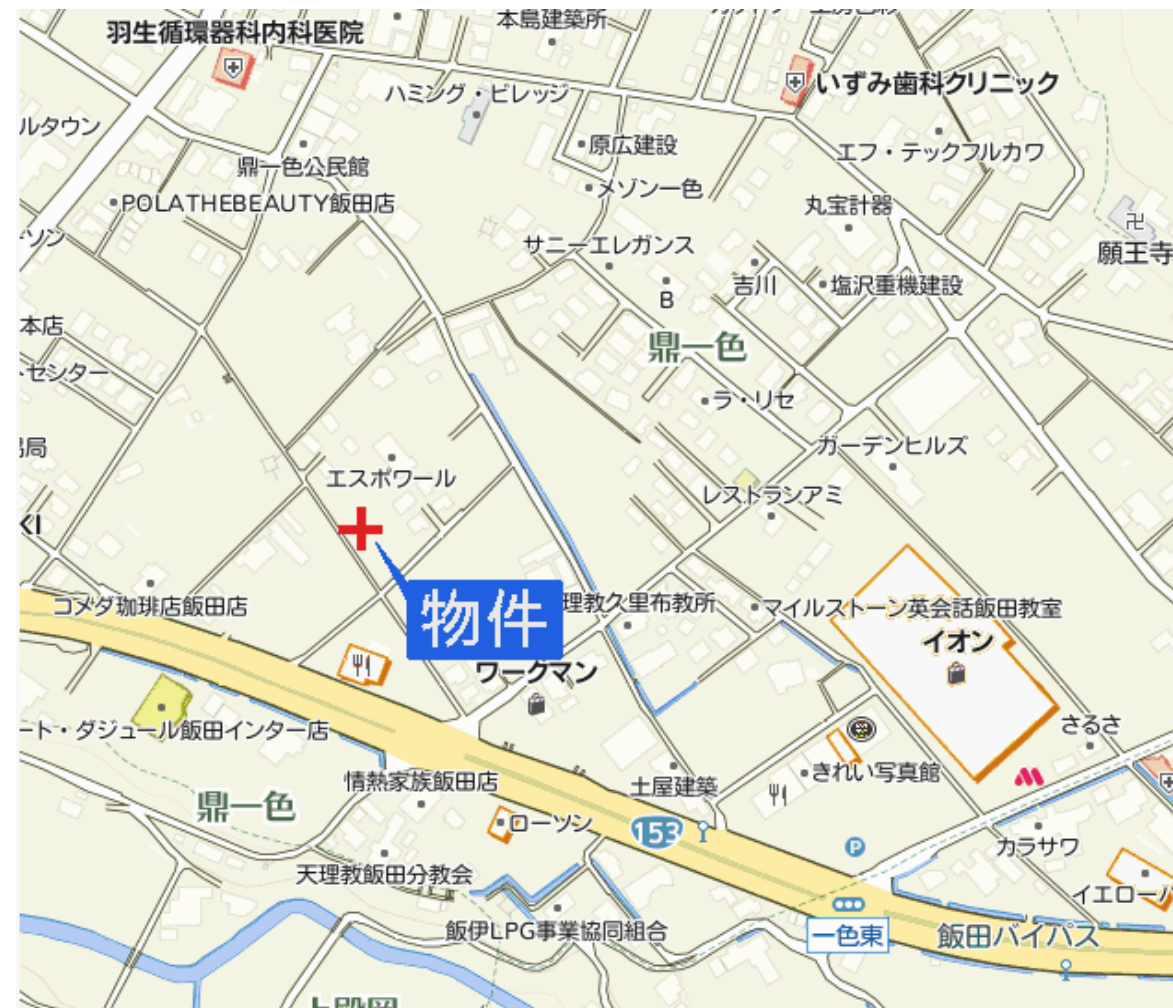 本島建築所
羽生循環器科内科医院
いずみ歯科クリニック
ハミング・ビレッジ
ルタウン
原広建設
エフ・テックフルカワ
鼎一色公民館
メゾン一色
POLATHEBEAUTY飯田店
丸宝計器
卍
ーソン
サニーエレガンス
願王寺
吉川
塩沢重機建設
B
本店
鼎一色
センター
ラ・リセ
局
ガーデンヒルズ
エスポワール
レストランアミ
KI
コメダ珈琲店飯田店
物件
理教久里布教所
マイルストーン英会話飯田教室
イオン
ワークマン
さるさ
ート・ダジュール飯田インター店
きれい写真館
情熱家族飯田店
土屋建築
鼎一色
ローソン
153
P
カラサワ
天理教飯田分教会
イエロー
飯伊LPG事業協同組合
一色東
飯田バイパス
上殿岡